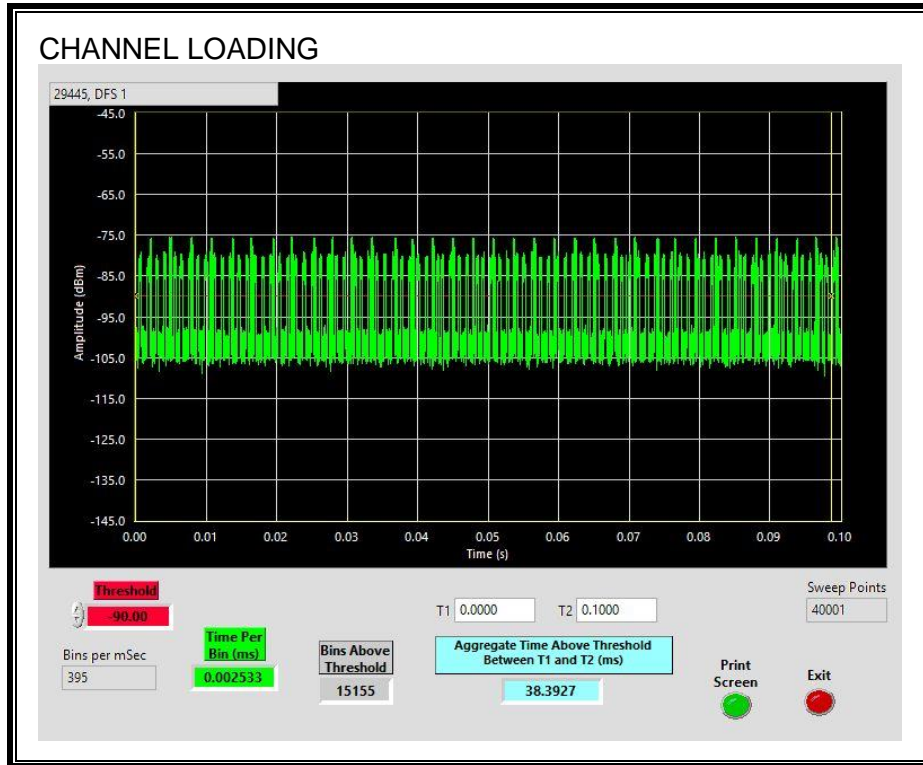 CHANNEL LOADING
29445, DFS 1
-45.0
-55.0
-65.0
-75.0
-85.0
-95.0
-105.0
-115.0
-125.0
-135.0
-145.0
Amplitude (dBm)
0.00 0.01 0.02 0.03 0.04 0.05 0.06 0.07 0.08 0.09 0.10
Time (s)
Threshold
-90.00
Bins per mSec
395
Time Per
Bin (ms)
0.002533
Bins Above
Threshold
15155
T1 0.0000 T2 0.1000
Aggregate Time Above Threshold
Between T1 and T2 (ms)
38.3927
Sweep Points
40001
Print
Screen
Exit